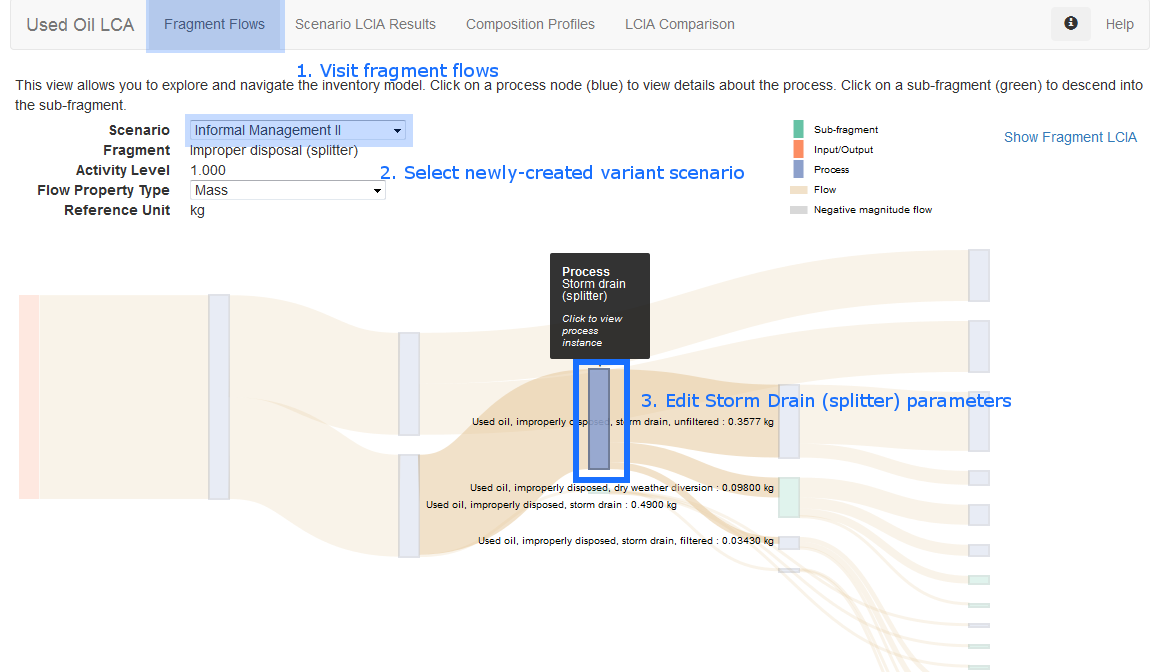 Used Oil LCA
Fragment Flows
Scenario LCIA Results
Composition Profiles
LCIA Comparison
Help
1. Visit fragment flows
This view allows you to explore and navigate the inventory model. Click on a process node (blue) to view details about the process. Click on a sub-fragment (green) to descend into
the sub-fragment.
Scenario Informal Management II
Fragment Improper disposal (splitter)
Activity Level 1.000
Flow Property Type Mass
Reference Unit kg
2. Select newly-created variant scenario
Sub-fragment
Input/Output
Process
Flow
Negative magnitude flow
Show Fragment LCIA
Process
Storm drain
(splitter)
Click to view
process
instance
3. Edit Storm Drain (splitter) parameters
Used oil, improperly disposed, storm drain, unfiltered : 0.3577 kg
Used oil, improperly disposed, dry weather diversion : 0.09800 kg
Used oil, improperly disposed, storm drain : 0.4900 kg
Used oil, improperly disposed, storm drain, filtered : 0.03430 kg